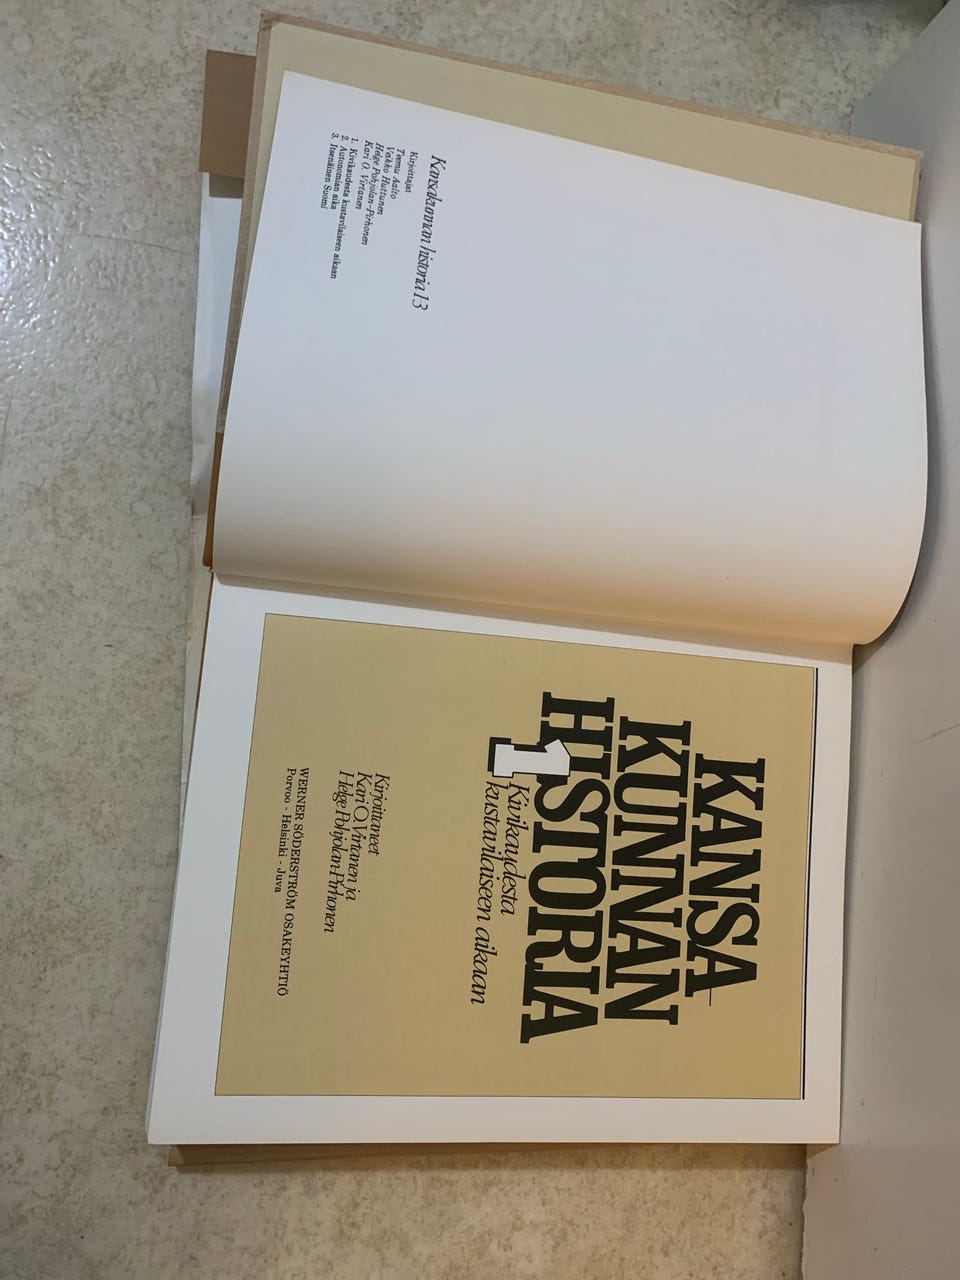 Kansakunnan historia 1-3
Kirjoittajat
Teemu Aalto
Veikko Huttunen
Helge Pohjolan-Pirhonen
Kari O. Virtanen
1. Kivikaudesta kustavilaiseen aikaan
2. Autonomian aika
3. Itsenäinen Suomi
KANSA-
KUNNAN
HISTORIA
1
Kivikaudesta
kustavilaiseen aikaan
Kirjoittaneet
Kari O. Virtanen ja
Helge Pohjolan-Pirhonen
WERNER SÖDERSTRÖM OSAKEYHTIÖ
Porvoo - Helsinki - Juva